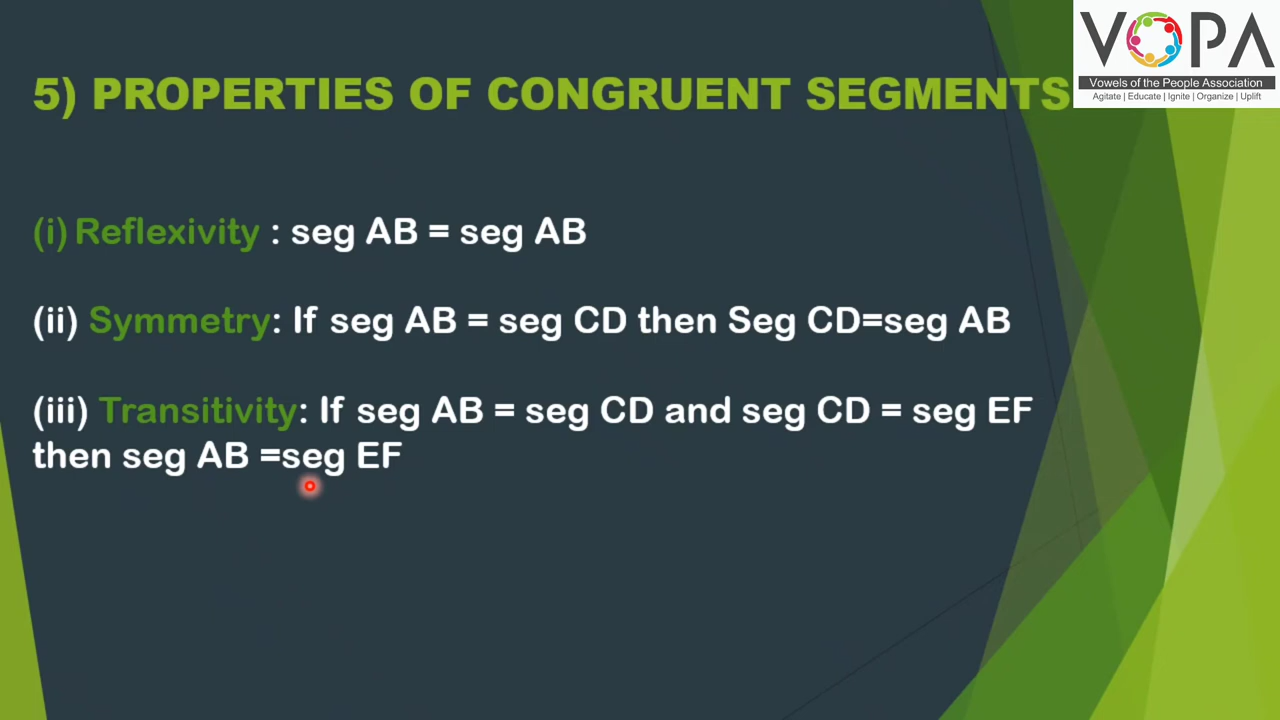 VOPA
Vowels of the People Association
Agitate | Educate | Ignite | Organize | Uplift
5) PROPERTIES OF CONGRUENT SEGMENTS
(i) Reflexivity : seg AB = seg AB
(ii) Symmetry: If seg AB = seg CD then Seg CD=seg AB
(iii) Transitivity: If seg AB = seg CD and seg CD = seg EF
then seg AB =seg EF